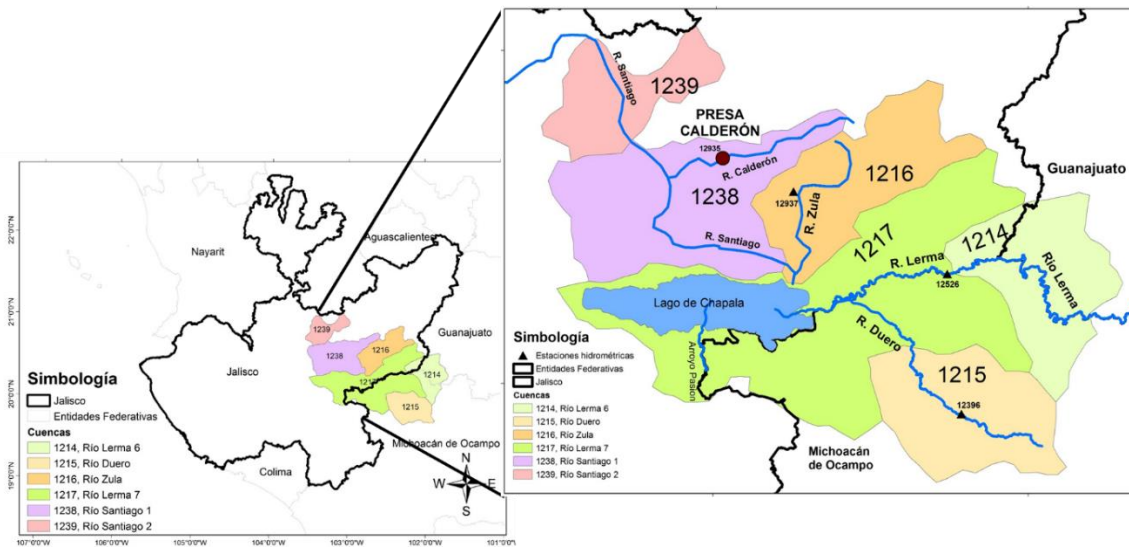 22°0'0"N
21°0'0"N
20°0'0"N
19°0'0"N
107°0'0"W
106°0'0"W
105°0'0"W
104°0'0"W
103°0'0"W
102°0'0"W
101°0'0"W
Nayarit
Aguascalientes
Guanajuato
Jalisco
Colima
Michoacán de Ocampo
1239
1238
1216
1217
1214
1215
N
W
E
S
Simbología
Jalisco
Entidades Federativas
Cuencas
1214, Río Lerma 6
1215, Río Duero
1216, Río Zula
1217, Río Lerma 7
1238, Río Santiago 1
1239, Río Santiago 2
R. Santiago
1239
PRESA
CALDERÓN
12935
R. Calderón
1238
R. Santiago
12937
R. Zula
1216
1217
Guanajuato
1214
R. Lerma
12526
Río Lerma
Lago de Chapala
R. Duero
Arroyo Pasion
1215
12396
Michoacán
de Ocampo
Simbología
Estaciones hidrométricas
Entidades Federativas
Jalisco
Cuencas
1214, Río Lerma 6
1215, Río Duero
1216, Río Zula
1217, Río Lerma 7
1238, Río Santiago 1
1239, Río Santiago 2